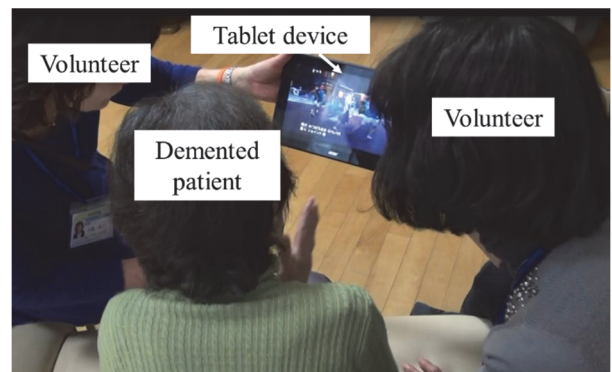 Tablet device
Volunteer
Volunteer
Demented
patient